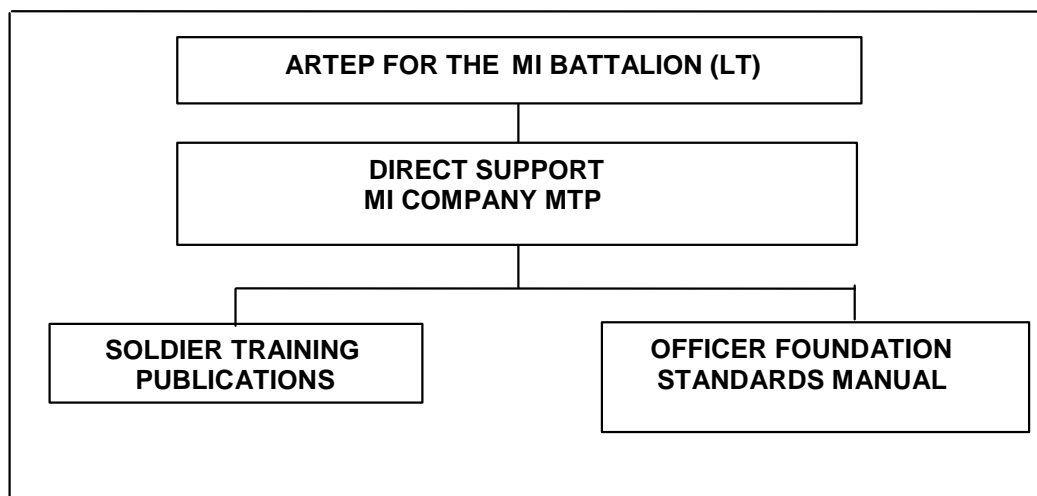 ARTEP FOR THE MI BATTALION (LT)
DIRECT SUPPORT
MI COMPANY MTP
SOLDIER TRAINING
PUBLICATIONS
OFFICER FOUNDATION
STANDARDS MANUAL